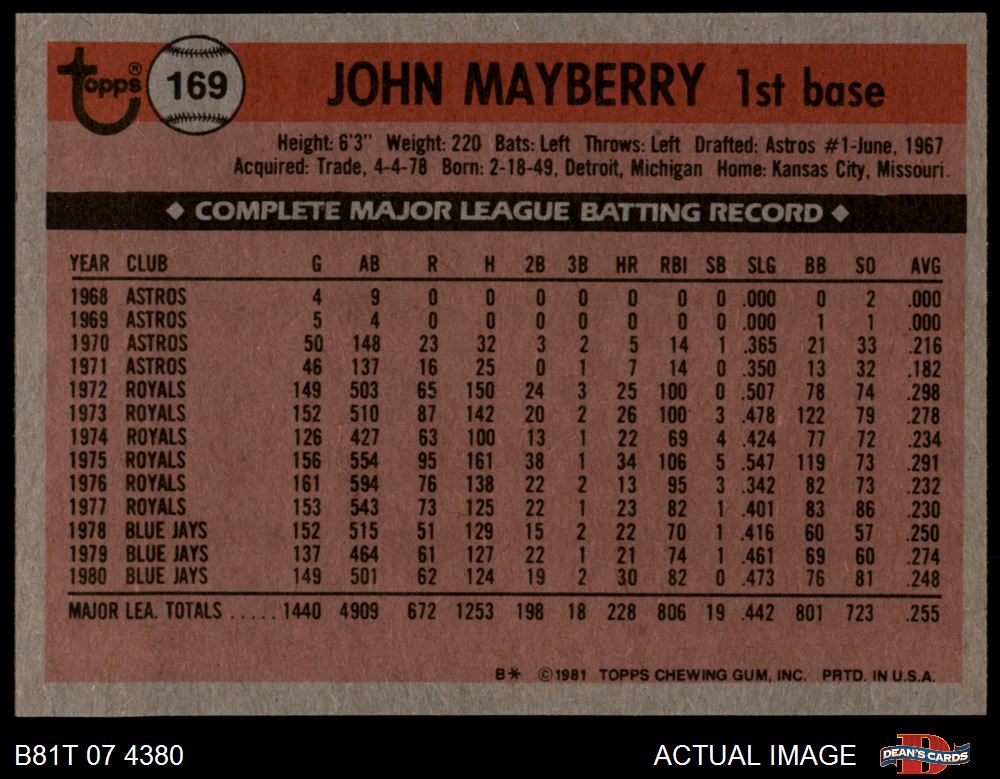 Topps® 169 JOHN MAYBERRY 1st base
Height: 6'3" Weight: 220 Bats: Left Throws: Left Drafted: Astros #1-June, 1967
Acquired: Trade, 4-4-78 Born: 2-18-49, Detroit, Michigan Home: Kansas City, Missouri.
◆ COMPLETE MAJOR LEAGUE BATTING RECORD ◆
YEAR CLUB G AB R H 2B 3B HR RBI SB SLG BB SO AVG
1968 ASTROS 4 9 0 0 0 0 0 0 0 .000 0 2 .000
1969 ASTROS 5 4 0 0 0 0 0 0 0 .000 1 1 .000
1970 ASTROS 50 148 23 32 3 2 5 14 1 .365 21 33 .216
1971 ASTROS 46 137 16 25 0 1 7 14 0 .350 13 32 .182
1972 ROYALS 149 503 65 150 24 3 25 100 0 .507 78 74 .298
1973 ROYALS 152 510 87 142 20 2 26 100 3 .478 122 79 .278
1974 ROYALS 126 427 63 100 13 1 22 69 4 .424 77 72 .234
1975 ROYALS 156 554 95 161 38 1 34 106 5 .547 119 73 .291
1976 ROYALS 161 594 76 138 22 2 13 95 3 .342 82 73 .232
1977 ROYALS 153 543 73 125 22 1 23 82 1 .401 83 86 .230
1978 BLUE JAYS 152 515 51 129 15 2 22 70 1 .416 60 57 .250
1979 BLUE JAYS 137 464 61 127 22 1 21 74 1 .461 69 60 .274
1980 BLUE JAYS 149 501 62 124 19 2 30 82 0 .473 76 81 .248
MAJOR LEA. TOTALS ..... 1440 4909 672 1253 198 18 228 806 19 .442 801 723 .255
B* ©1981 TOPPS CHEWING GUM, INC. PRTD. IN U.S.A.
B81T 07 4380 ACTUAL IMAGE DEAN'S CARDS